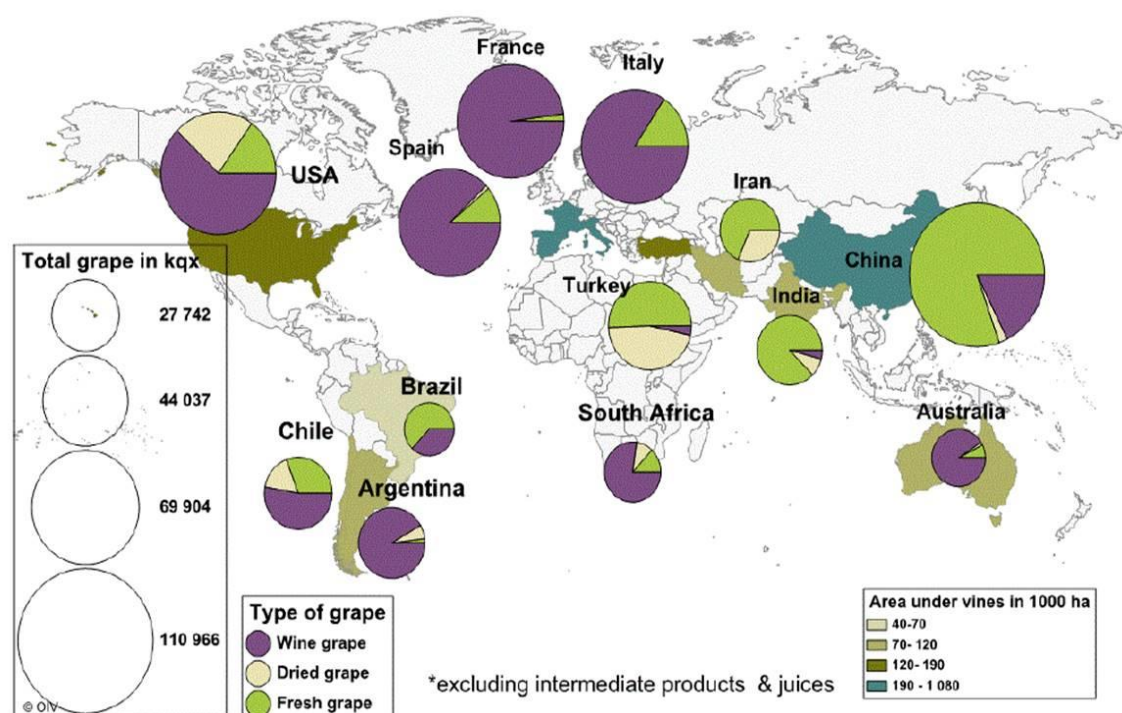 France
Italy
Spain
USA
Iran
China
India
Turkey
Brazil
South Africa
Australia
Chile
Argentina
Total grape in kqx
27 742
44 037
69 904
110 966
© OIV
Type of grape
Wine grape
Dried grape
Fresh grape
*excluding intermediate products & juices
Area under vines in 1000 ha
40-70
70- 120
120- 190
190 - 1 080